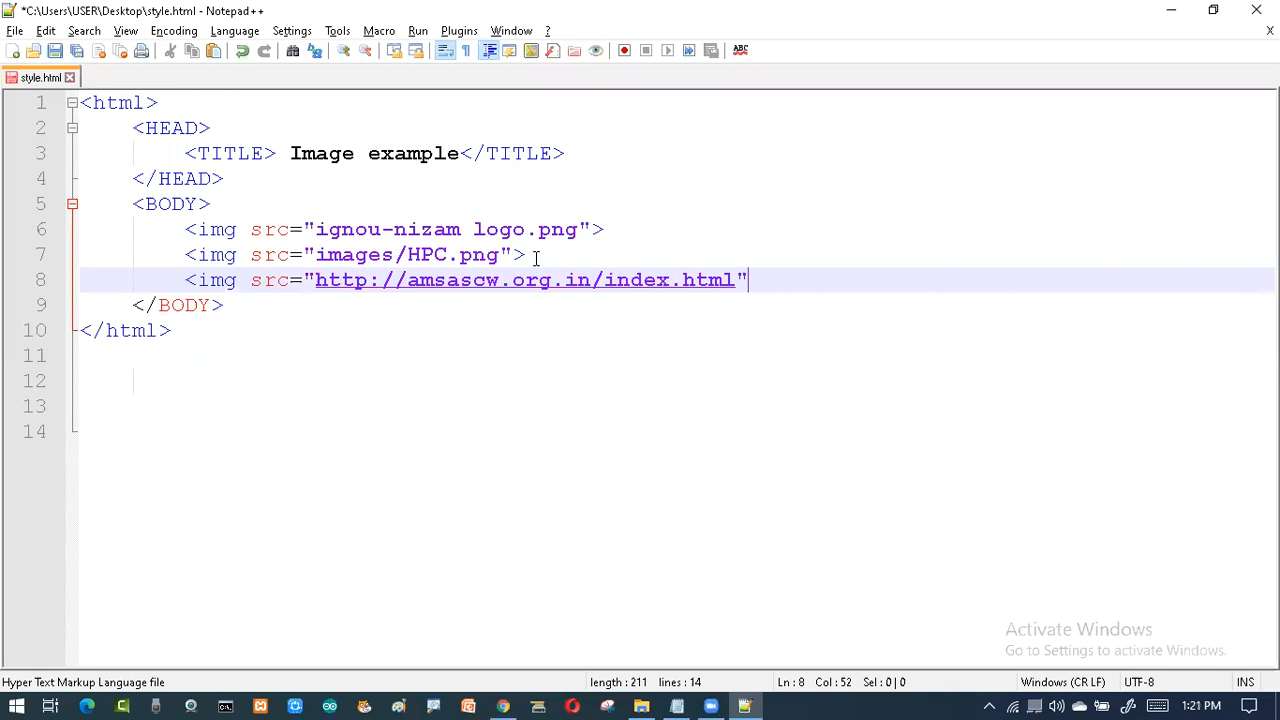 *C:\Users\USER\Desktop\style.html - Notepad++
File Edit Search View Encoding Language Settings Tools Macro Run Plugins Window ? X
ABC
style.html
1 <html>
2 <HEAD>
3 <TITLE> Image example</TITLE>
4 </HEAD>
5 <BODY>
6 <img src="ignou-nizam logo.png">
7 <img src="images/HPC.png">
8 <img src="http://amsascw.org.in/index.html"
9 </BODY>
10 </html>
11
12
13
14
Activate Windows
Go to Settings to activate Windows.
Hyper Text Markup Language file length : 211 lines : 14 Ln : 8 Col : 52 Sel : 0 | 0 Windows (CR LF) UTF-8 INS
1:21 PM